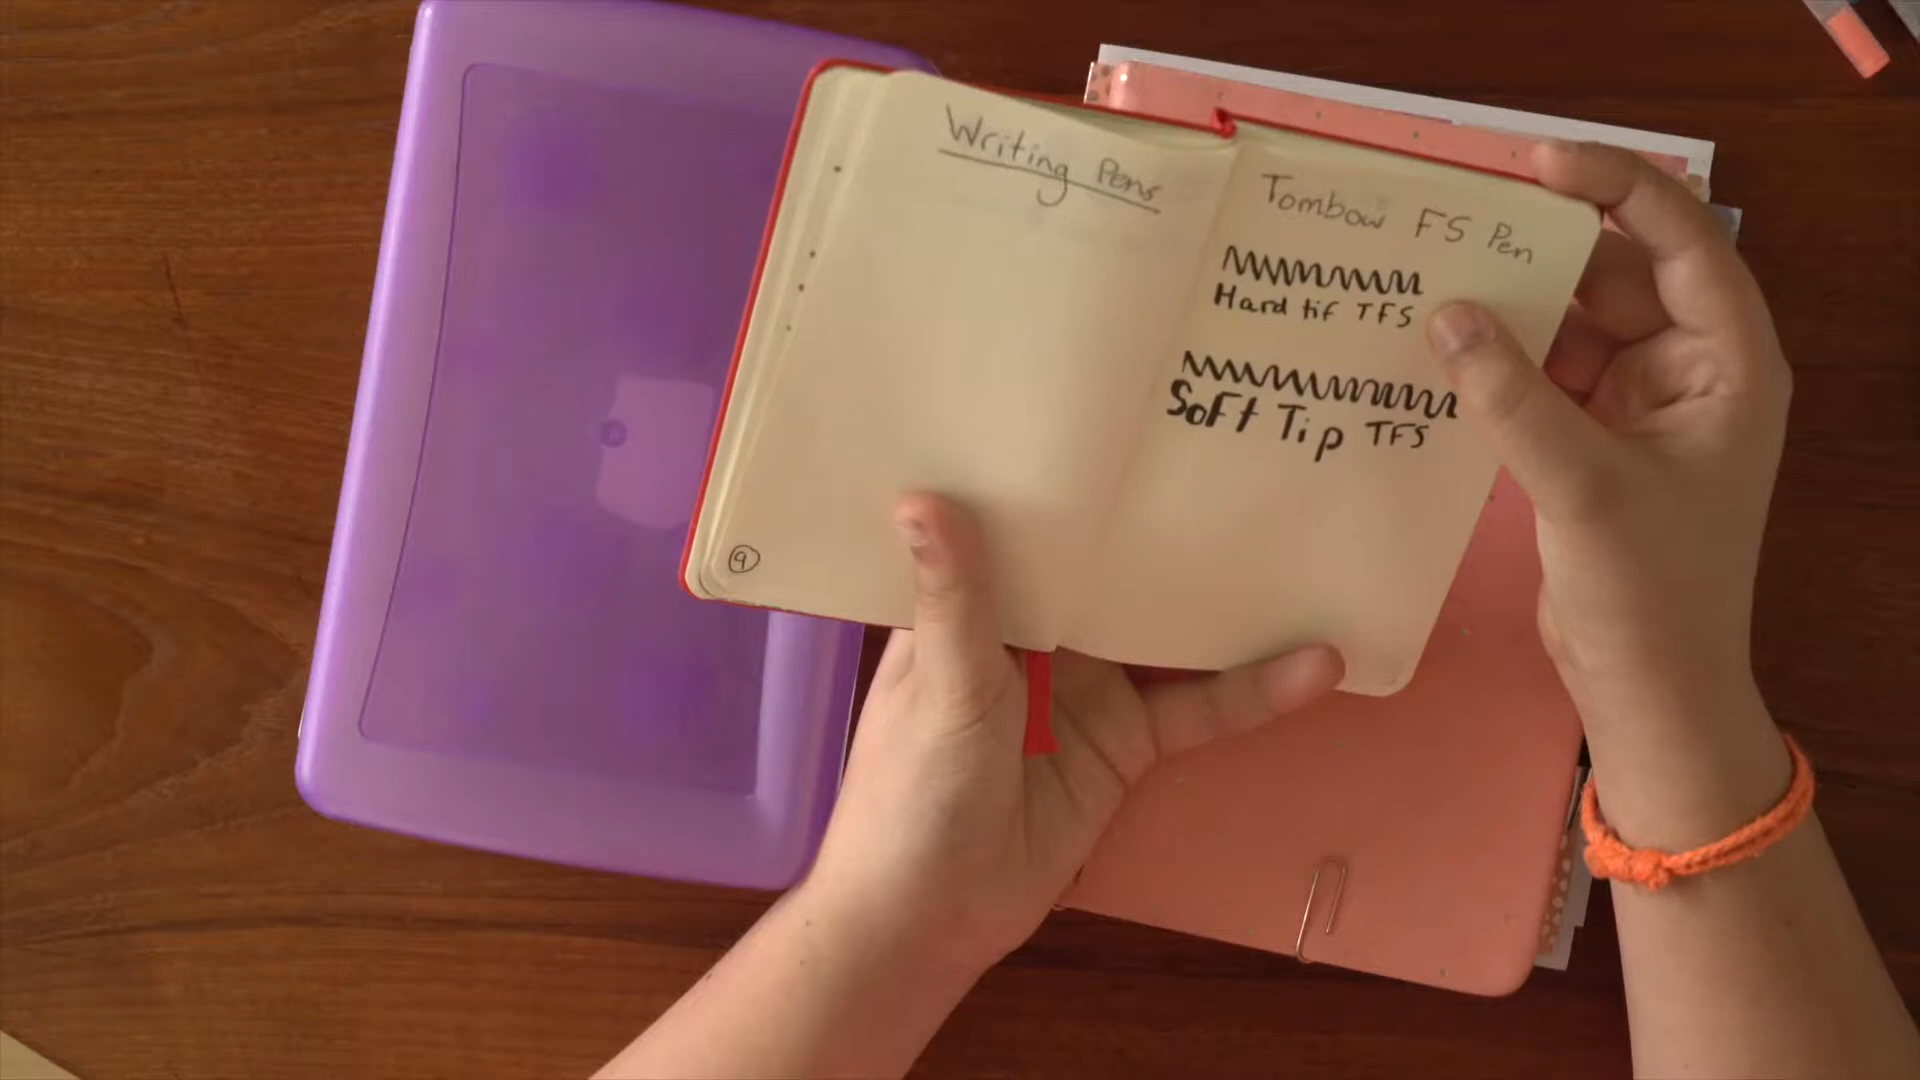 Writing Pens
9
Tombow FS Pen
Hard tif TFS
Soft Tip TFS